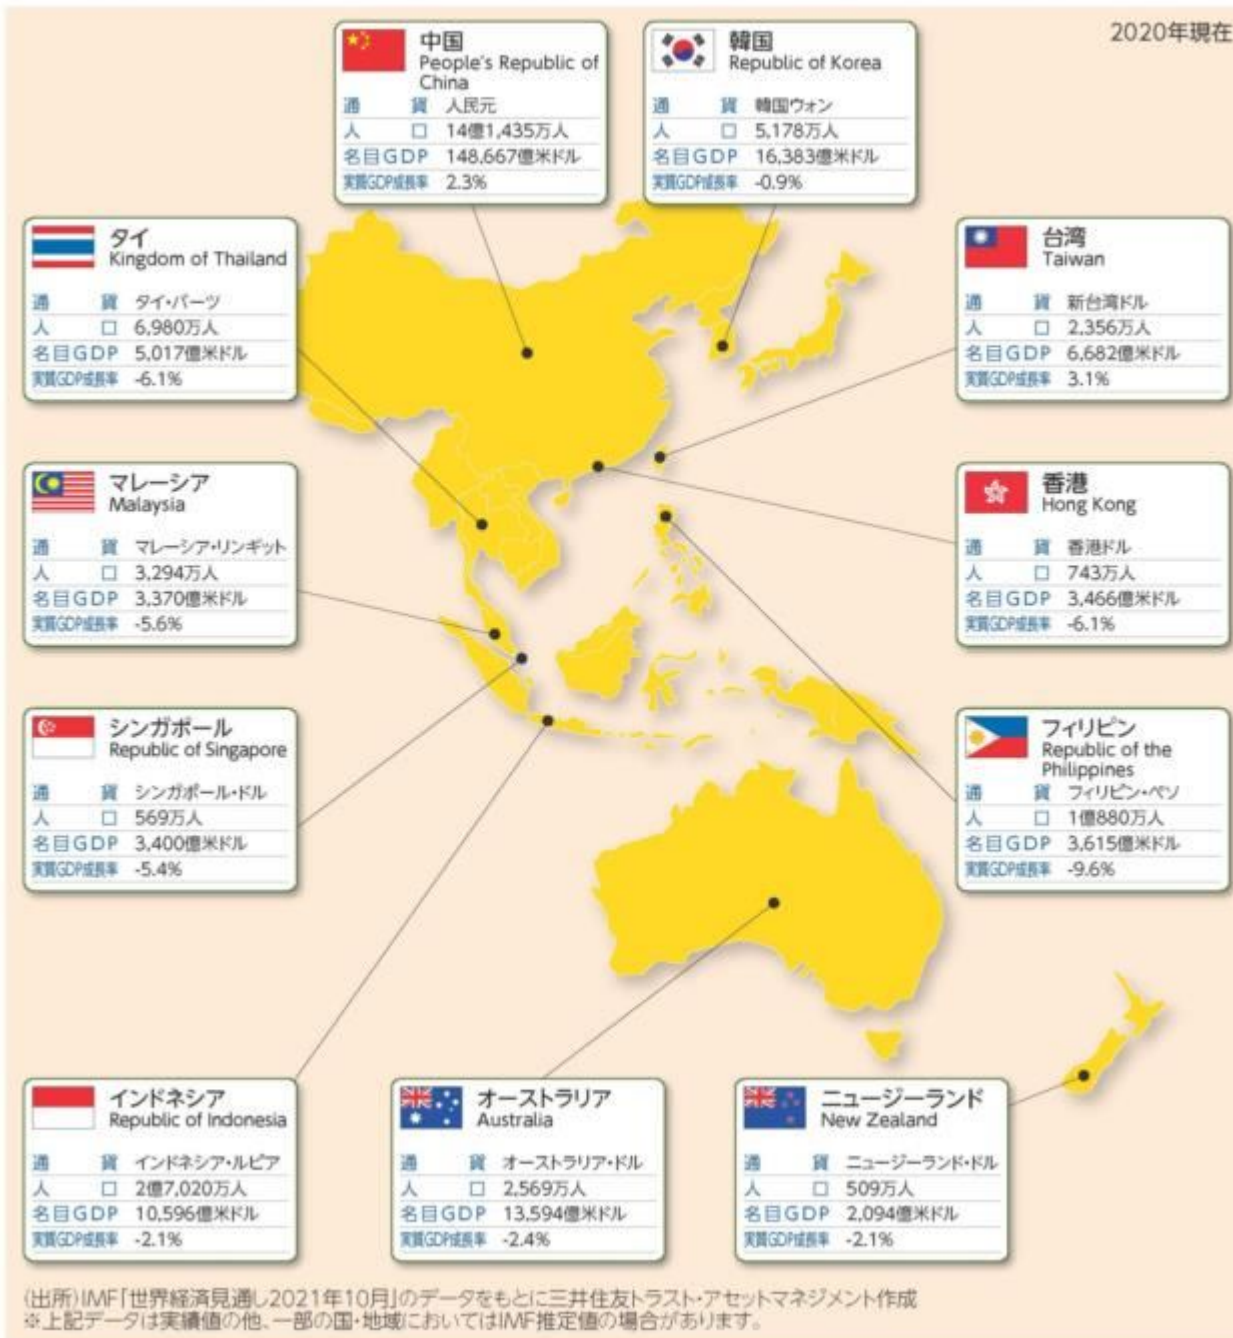 2020年現在
中国
People's Republic of
China
通 貨 人民元
人 口 14億1,435万人
名目GDP 148,667億米ドル
実質GDP成長率 2.3%
韓国
Republic of Korea
通 貨 韓国ウォン
人 口 5,178万人
名目GDP 16,383億米ドル
実質GDP成長率 -0.9%
タイ
Kingdom of Thailand
通 貨 タイ・バーツ
人 口 6,980万人
名目GDP 5,017億米ドル
実質GDP成長率 -6.1%
台湾
Taiwan
通 貨 新台湾ドル
人 口 2,356万人
名目GDP 6,682億米ドル
実質GDP成長率 3.1%
マレーシア
Malaysia
通 貨 マレーシア・リンギット
人 口 3,294万人
名目GDP 3,370億米ドル
実質GDP成長率 -5.6%
香港
Hong Kong
通 貨 香港ドル
人 口 743万人
名目GDP 3,466億米ドル
実質GDP成長率 -6.1%
シンガポール
Republic of Singapore
通 貨 シンガポール・ドル
人 口 569万人
名目GDP 3,400億米ドル
実質GDP成長率 -5.4%
フィリピン
Republic of the
Philippines
通 貨 フィリピン・ペソ
人 口 1億880万人
名目GDP 3,615億米ドル
実質GDP成長率 -9.6%
インドネシア
Republic of Indonesia
通 貨 インドネシア・ルピア
人 口 2億7,020万人
名目GDP 10,596億米ドル
実質GDP成長率 -2.1%
オーストラリア
Australia
通 貨 オーストラリア・ドル
人 口 2,569万人
名目GDP 13,594億米ドル
実質GDP成長率 -2.4%
ニュージーランド
New Zealand
通 貨 ニュージーランド・ドル
人 口 509万人
名目GDP 2,094億米ドル
実質GDP成長率 -2.1%
(出所)IMF「世界経済見通し2021年10月」のデータをもとに三井住友トラスト・アセットマネジメント作成
※上記データは実績値の他、一部の国・地域においてはIMF推定値の場合があります。